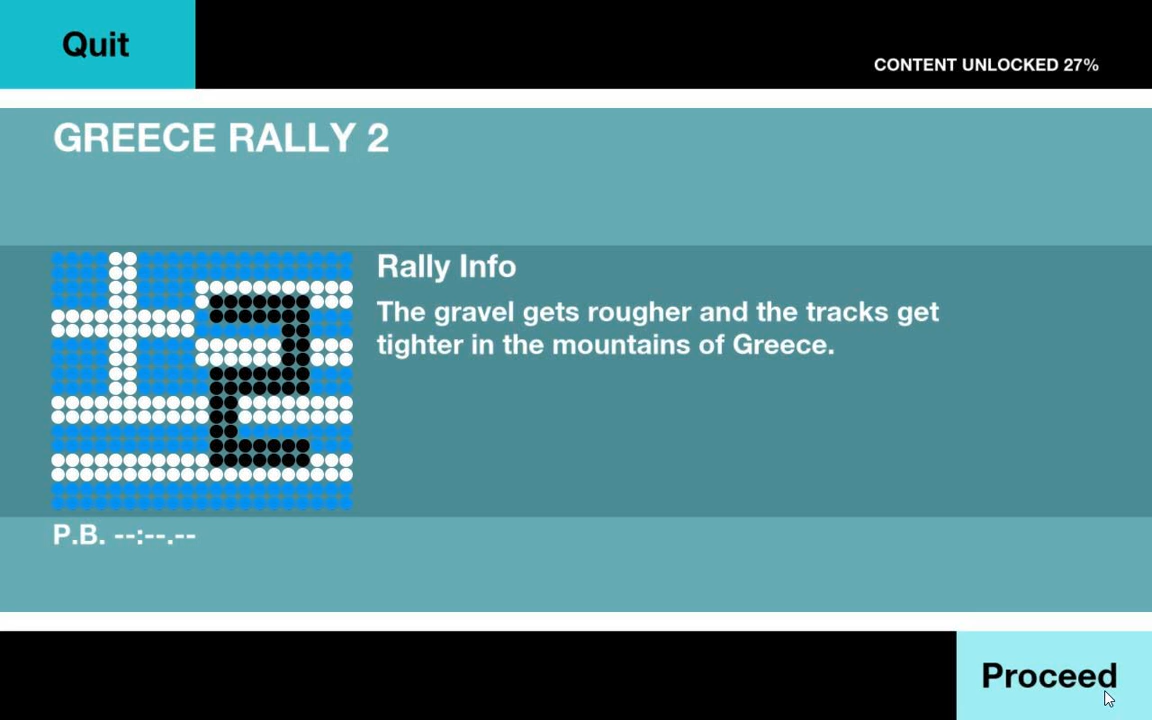 Quit
CONTENT UNLOCKED 27%
GREECE RALLY 2
2
Rally Info
The gravel gets rougher and the tracks get
tighter in the mountains of Greece.
P.B. --:--.--
Proceed